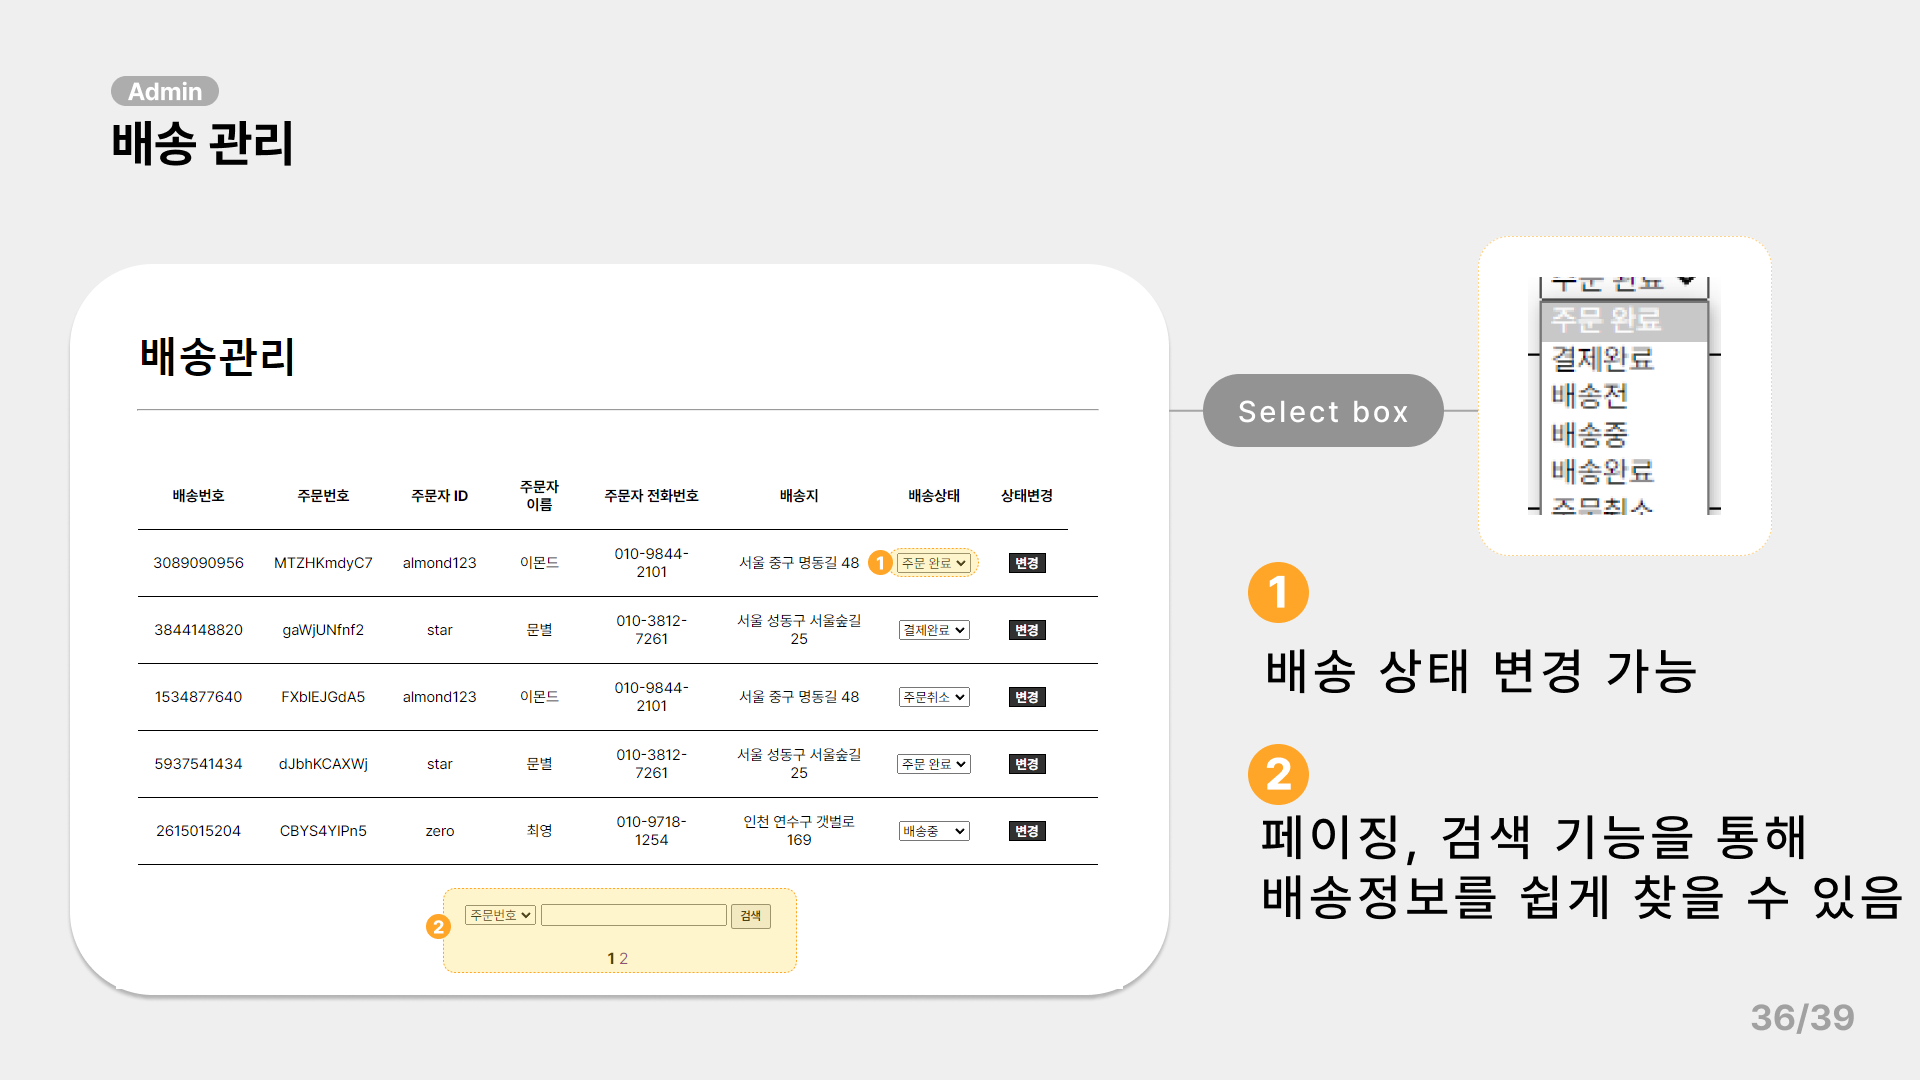 Admin
배송 관리
배송관리
배송번호 주문번호 주문자 ID 주문자 이름 주문자 전화번호 배송지 배송상태 상태변경
3089090956 MTZHKmdyC7 almond123 이몬드 010-9844-2101 서울 중구 명동길 48 1 주문 완료 변경
3844148820 gaWjUNfnf2 star 문별 010-3812-7261 서울 성동구 서울숲길 25 결제완료 변경
1534877640 FXbIEJGdA5 almond123 이몬드 010-9844-2101 서울 중구 명동길 48 주문취소 변경
5937541434 dJbhKCAXWj star 문별 010-3812-7261 서울 성동구 서울숲길 25 주문 완료 변경
2615015204 CBYS4YIPn5 zero 최영 010-9718-1254 인천 연수구 갯벌로 169 배송중 변경
2 주문번호 검색
1 2
Select box
주문 완료
주문 완료
결제완료
배송전
배송중
배송완료
주문취소
1
배송 상태 변경 가능
2
페이징, 검색 기능을 통해
배송정보를 쉽게 찾을 수 있음
36/39